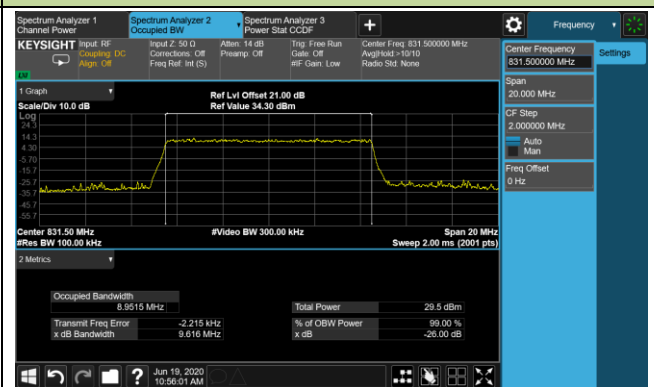 Spectrum Analyzer 1
Channel Power
Spectrum Analyzer 2
Occupied BW
Spectrum Analyzer 3
Power Stat CCDF
Frequency
KEYSIGHT
Input: RF
Coupling: DC
Align: Off
Input Z: 50 Ω
Corrections: Off
Freq Ref: Int (S)
Atten: 14 dB
Preamp: Off
Trig: Free Run
Gate: Off
#IF Gain: Low
Center Freq: 831.500000 MHz
Avg|Hold:>10/10
Radio Std: None
Center Frequency
831.500000 MHz
Settings
Span
20.000 MHz
CF Step
2.000000 MHz
Auto
Man
Freq Offset
0 Hz
1 Graph
Scale/Div 10.0 dB
Ref Lvl Offset 21.00 dB
Ref Value 34.30 dBm
Log
24.3
14.3
4.30
-5.70
-15.7
-25.7
-35.7
-45.7
-55.7
Center 831.50 MHz
#Video BW 300.00 kHz
Span 20 MHz
#Res BW 100.00 kHz
Sweep 2.00 ms (2001 pts)
2 Metrics
Occupied Bandwidth
8.9515 MHz
Total Power 29.5 dBm
Transmit Freq Error -2.215 kHz
% of OBW Power 99.00 %
x dB Bandwidth 9.616 MHz
x dB -26.00 dB
Jun 19, 2020
10:56:01 AM